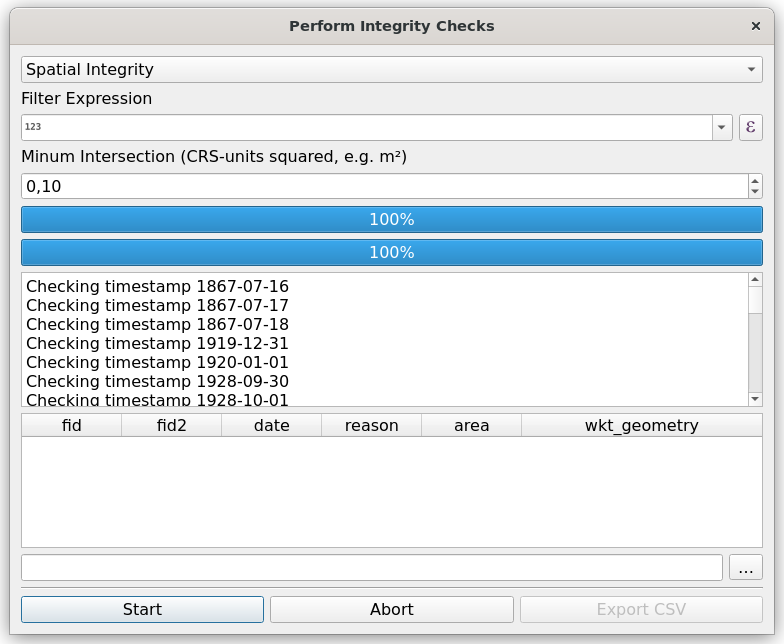 Perform Integrity Checks
×
Spatial Integrity
Filter Expression
123
ε
Minum Intersection (CRS-units squared, e.g. m²)
0,10
100%
100%
Checking timestamp 1867-07-16
Checking timestamp 1867-07-17
Checking timestamp 1867-07-18
Checking timestamp 1919-12-31
Checking timestamp 1920-01-01
Checking timestamp 1928-09-30
Checking timestamp 1928-10-01
fid fid2 date reason area wkt_geometry
...
Start Abort Export CSV